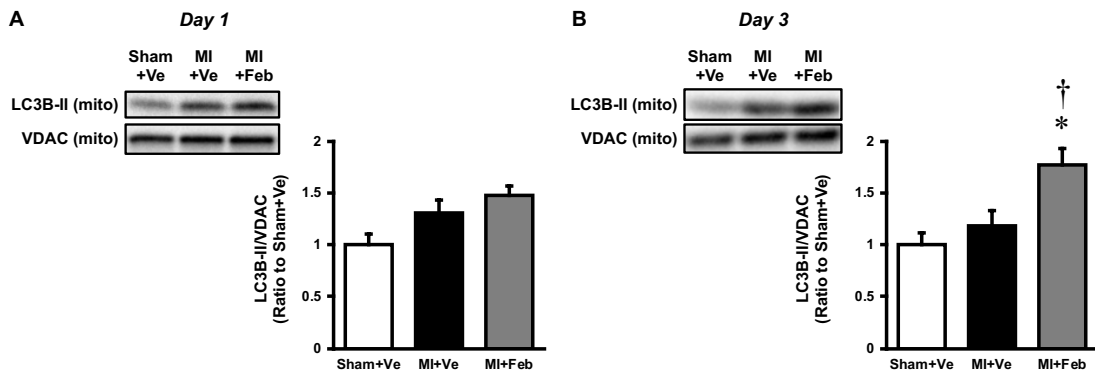 A
Day 1
Sham
+Ve
MI
+Ve
MI
+Feb
LC3B-II (mito)
VDAC (mito)
LC3B-II/VDAC
(Ratio to Sham+Ve)
2
1.5
1
0.5
0
Sham+Ve
MI+Ve
MI+Feb
B
Day 3
Sham
+Ve
MI
+Ve
MI
+Feb
LC3B-II (mito)
VDAC (mito)
LC3B-II/VDAC
(Ratio to Sham+Ve)
2
1.5
1
0.5
0
†
*
Sham+Ve
MI+Ve
MI+Feb